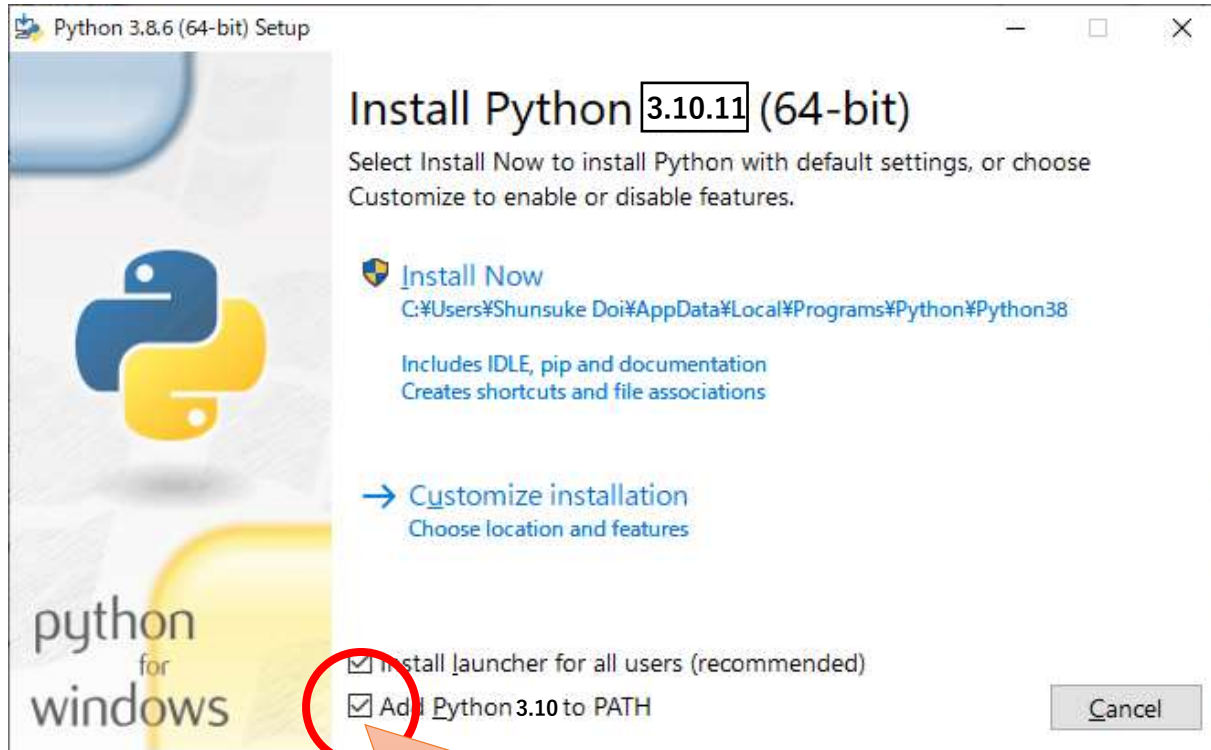 Python 3.8.6 (64-bit) Setup
Install Python 3.10.11 (64-bit)
Select Install Now to install Python with default settings, or choose
Customize to enable or disable features.
Install Now
C:¥Users¥Shunsuke Doi¥AppData¥Local¥Programs¥Python¥Python38
Includes IDLE, pip and documentation
Creates shortcuts and file associations
Customize installation
Choose location and features
python
for
windows
Install launcher for all users (recommended)
Add Python 3.10 to PATH
Cancel